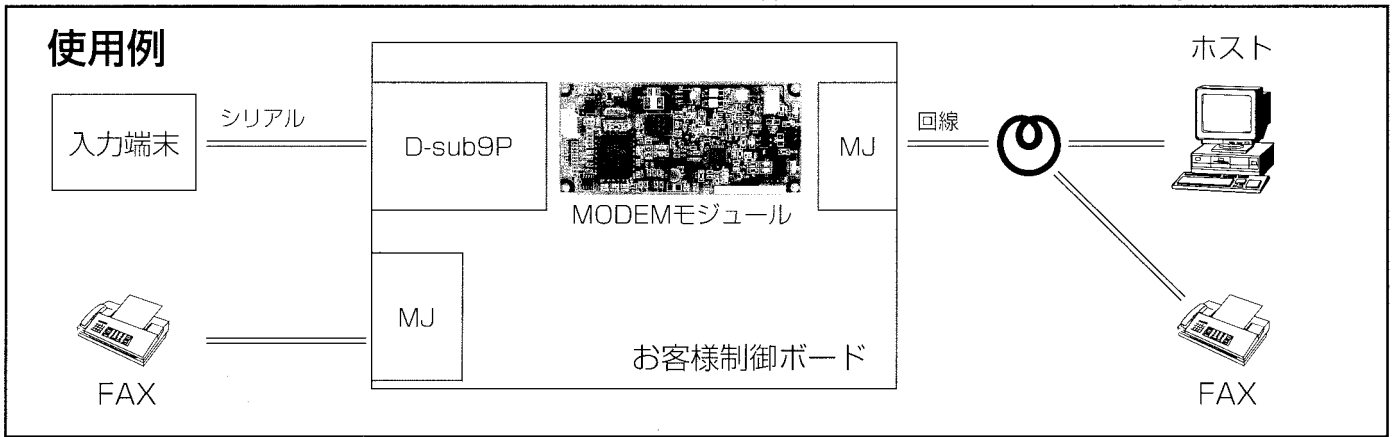 使用例
入力端末
シリアル
D-sub9P
MODEMモジュール
MJ
回線
ホスト
FAX
MJ
お客様制御ボード
FAX